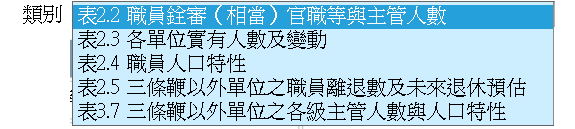 類別 表2.2 職員銓審（相當）官職等與主管人數
表2.3 各單位實有人數及變動
表2.4 職員人口特性
表2.5 三條鞭以外單位之職員離退數及未來退休預估
表3.7 三條鞭以外單位之各級主管人數與人口特性